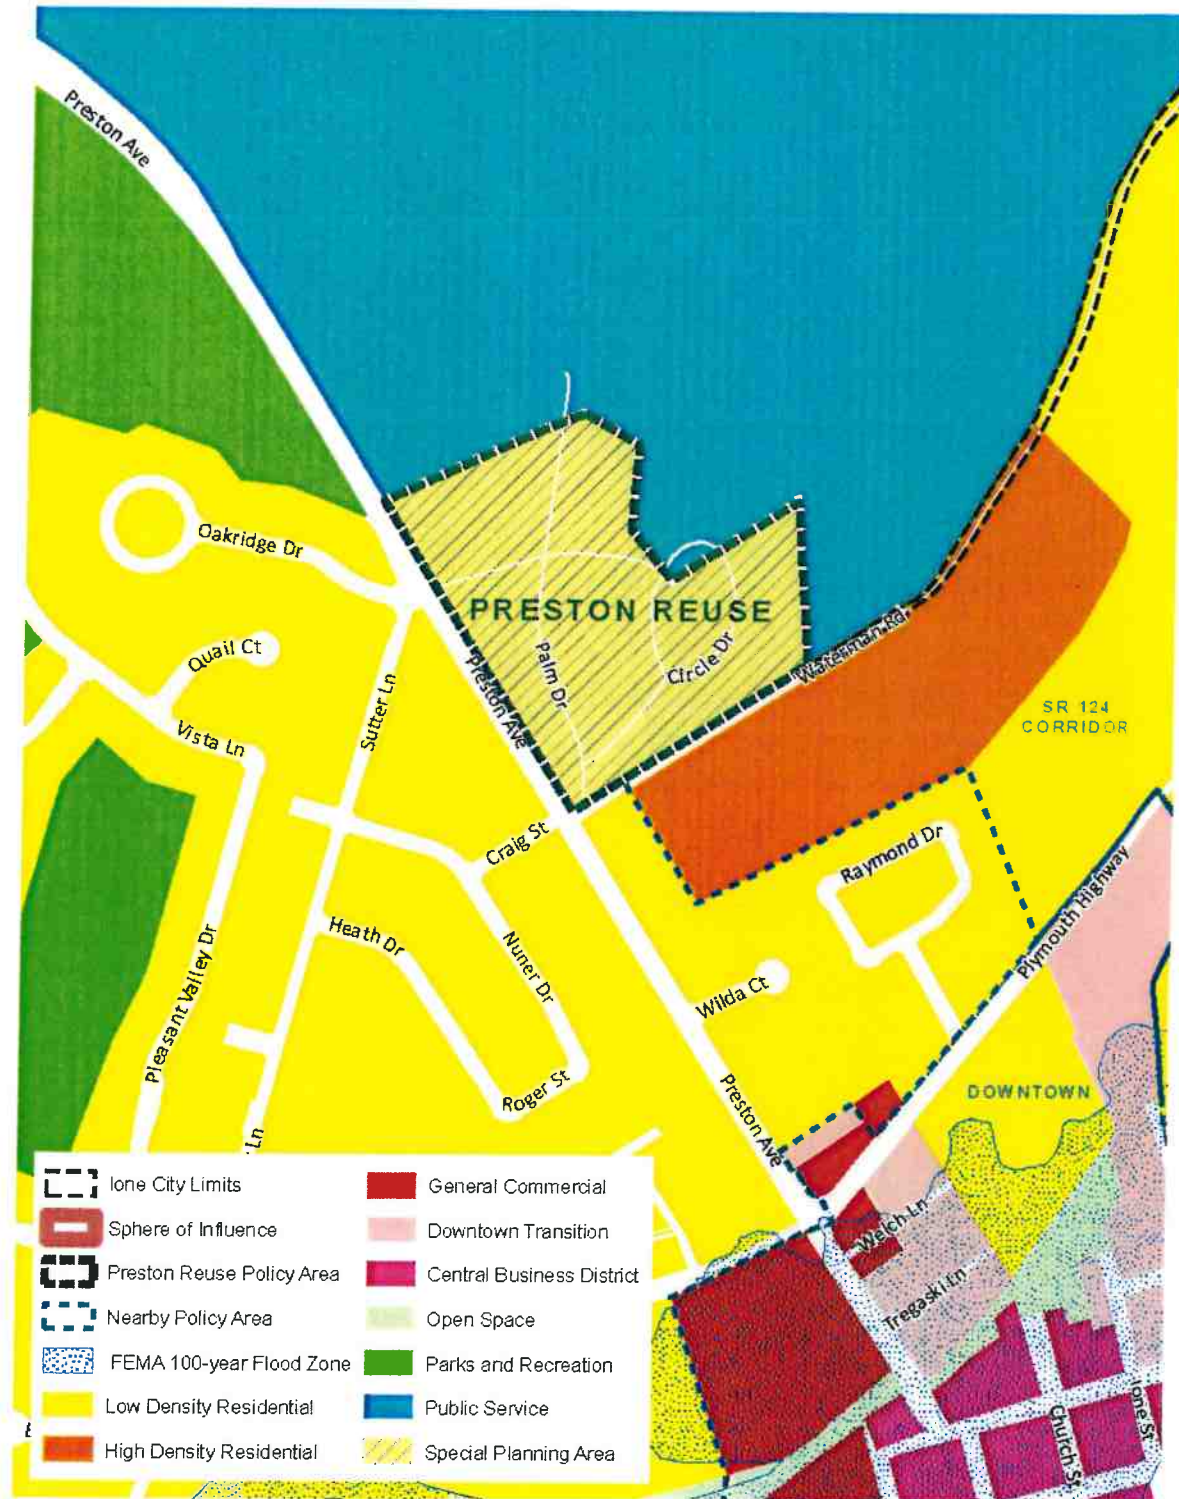 Preston Ave
Oakridge Dr
Quail Ct
PRESTON REUSE
Palm Dr
Circle Dr
Waterman Rd
Preston Ave
Sutter Ln
Vista Ln
SR 124
CORRIDOR
Craig St
Raymond Dr
Plymouth Highway
Heath Dr
Nuner Dr
Pleasant Valley Dr
Wilda Ct
Roger St
Preston Ave
DOWNTOWN
Ln
Welch Ln
Tregaski Ln
Church St
Ione St
Ione City Limits
Sphere of Influence
Preston Reuse Policy Area
Nearby Policy Area
FEMA 100-year Flood Zone
Low Density Residential
High Density Residential
General Commercial
Downtown Transition
Central Business District
Open Space
Parks and Recreation
Public Service
Special Planning Area